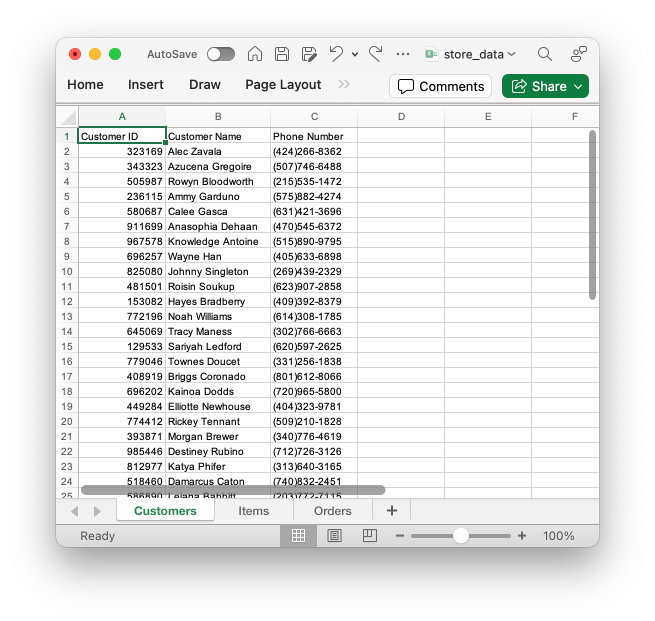 AutoSave store_data
Home Insert Draw Page Layout Comments Share
A B C D E F
1 Customer ID Customer Name Phone Number
2 323169 Alec Zavala (424)266-8362
3 343323 Azucena Gregoire (507)746-6488
4 505987 Rowyn Bloodworth (215)535-1472
5 236115 Ammy Garduno (575)882-4274
6 580687 Calee Gasca (631)421-3696
7 911699 Anasophia Dehaan (470)545-6372
8 967578 Knowledge Antoine (515)890-9795
9 696257 Wayne Han (405)633-6898
10 825080 Johnny Singleton (269)439-2329
11 481501 Roisin Soukup (623)907-2858
12 153082 Hayes Bradberry (409)392-8379
13 772196 Noah Williams (614)308-1785
14 645069 Tracy Maness (302)766-6663
15 129533 Sariyah Ledford (620)597-2625
16 779046 Townes Doucet (331)256-1838
17 408919 Briggs Coronado (801)612-8066
18 696202 Kainoa Dodds (720)965-5800
19 449284 Elliotte Newhouse (404)323-9781
20 774412 Rickey Tennant (509)210-1828
21 393871 Morgan Brewer (340)776-4619
22 985446 Destiney Rubino (712)726-3126
23 812977 Katya Phifer (313)640-3165
24 518460 Damarcus Caton (740)832-2451
25 586890 Leiana Babbitt (203)772-7115
Customers Items Orders
Ready 100%